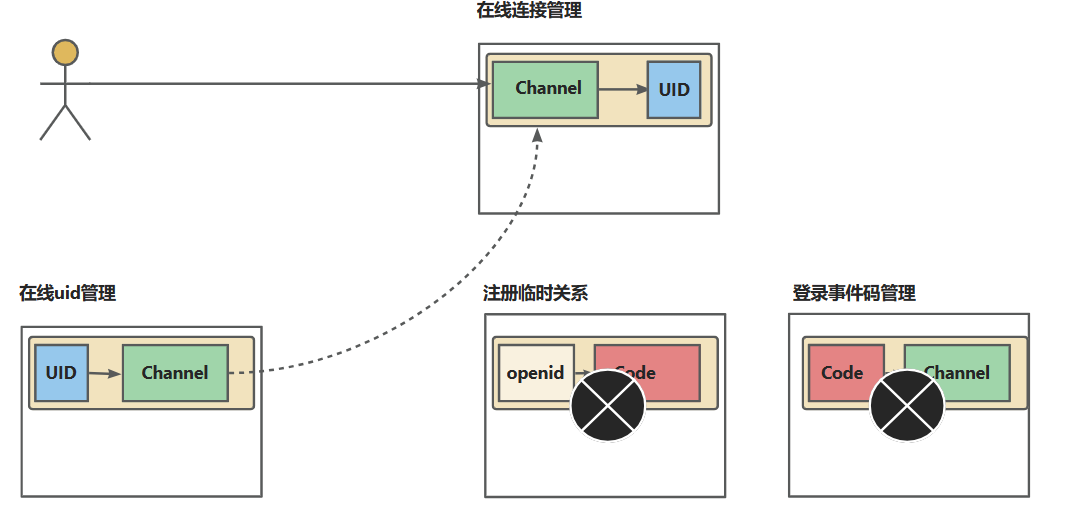 在线连接管理
Channel
UID
在线uid管理
注册临时关系
登录事件码管理
UID
Channel
openid
Code
Code
Channel